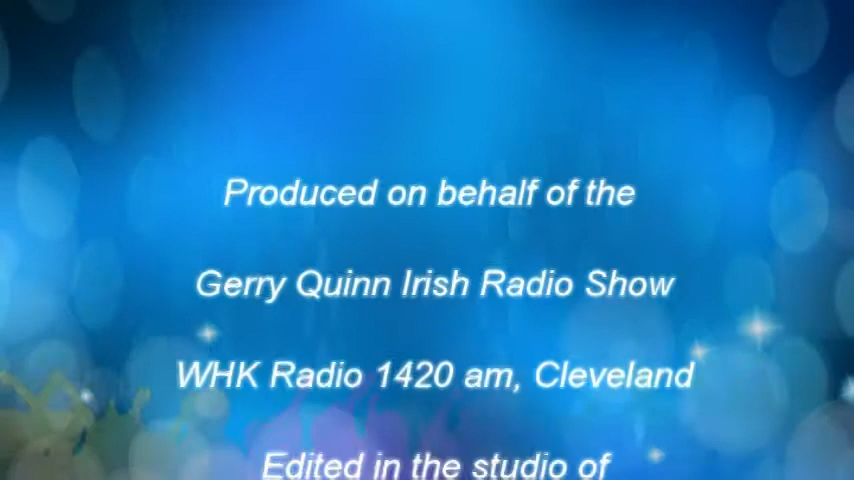 Produced on behalf of the
Gerry Quinn Irish Radio Show
WHK Radio 1420 am, Cleveland
Edited in the studio of